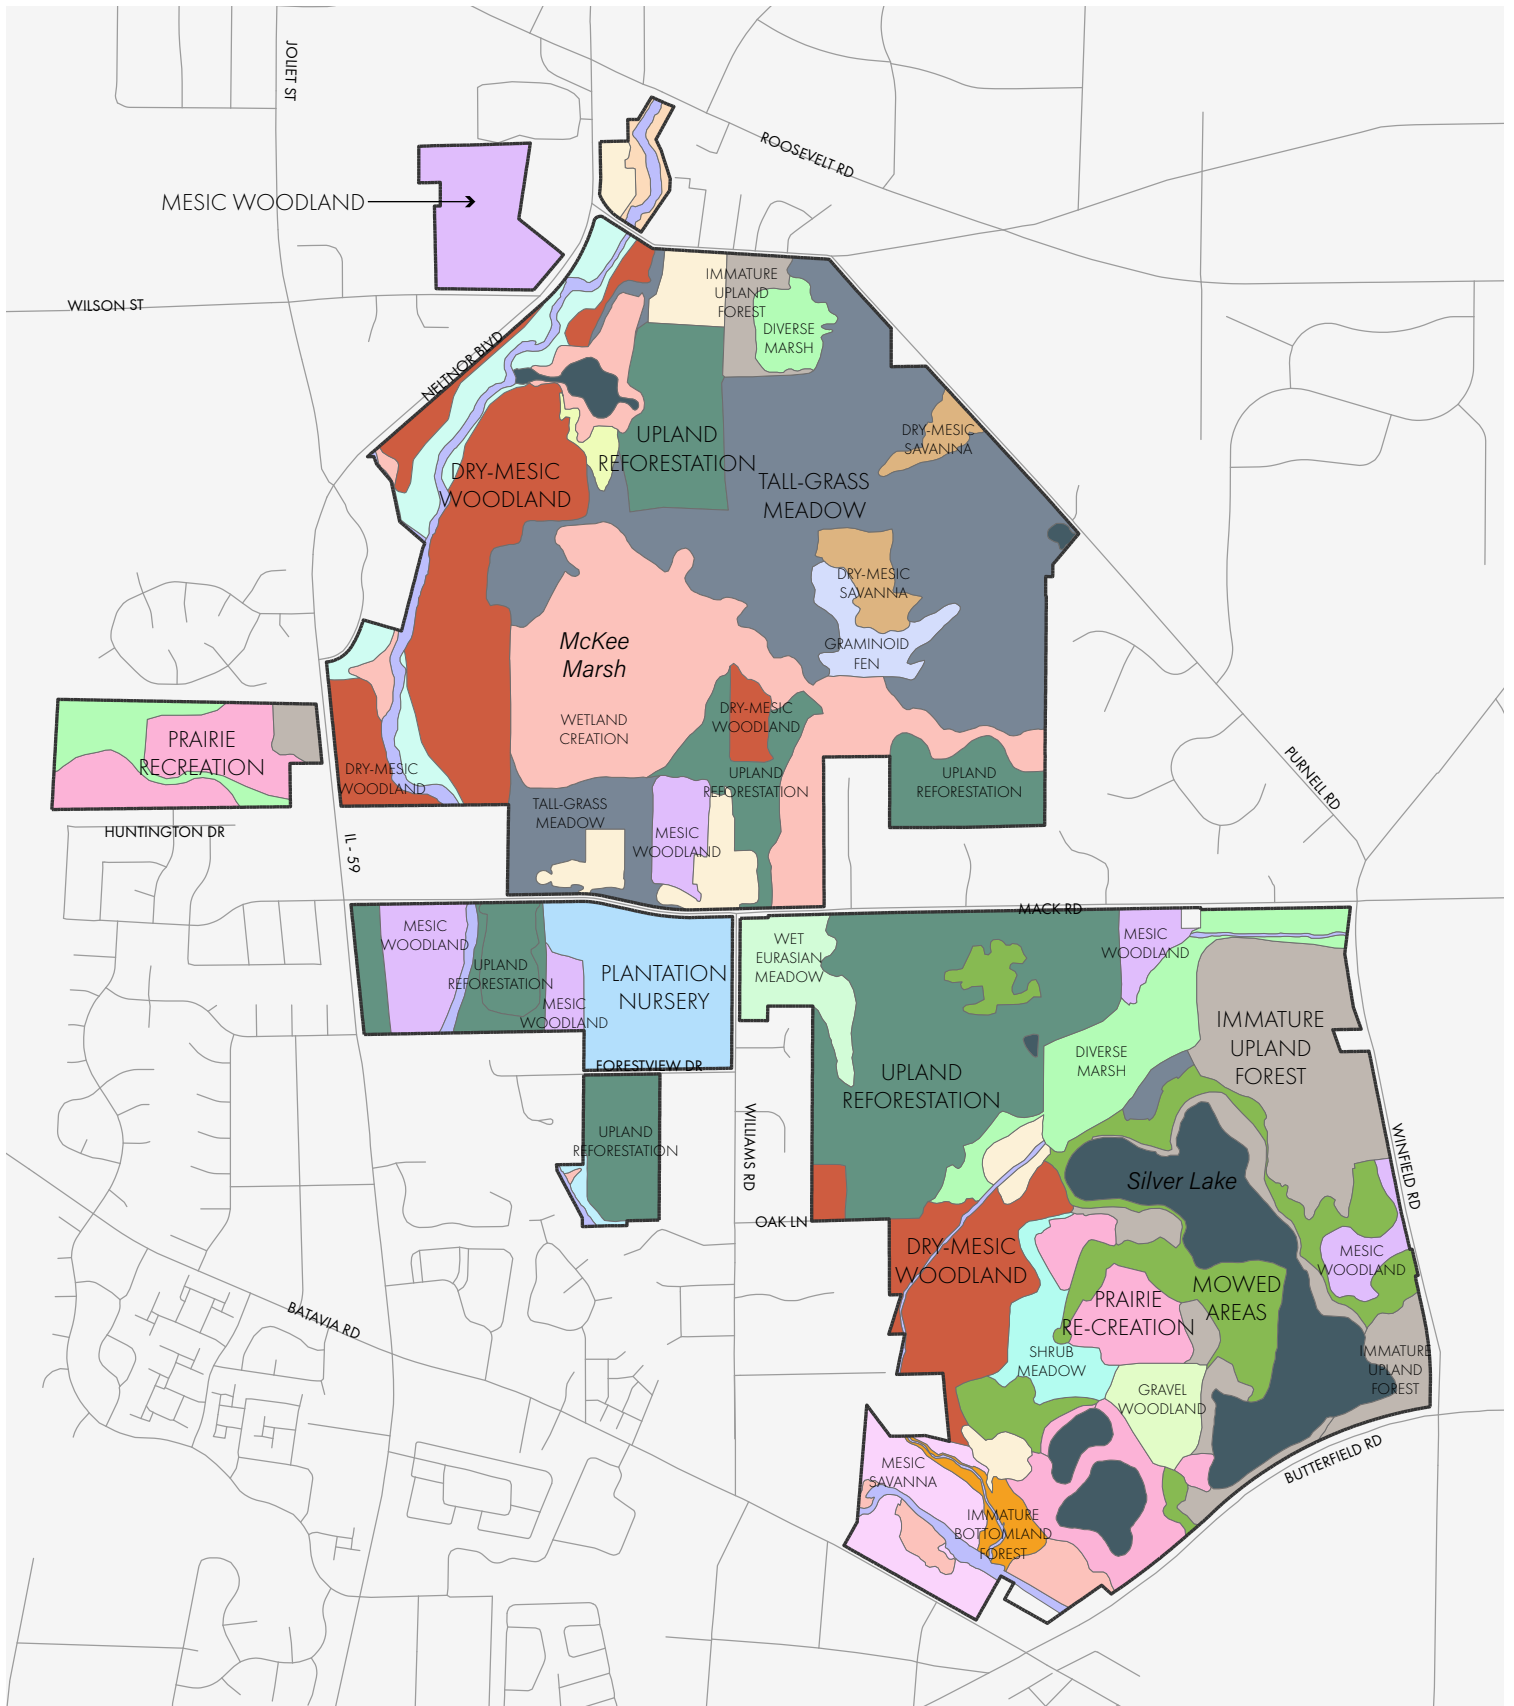 JOLIET ST
ROOSEVELT RD
MESIC WOODLAND
IMMATURE
UPLAND
FOREST
WILSON ST
DIVERSE
MARSH
NELTNOR BLVD
DRY-MESIC
SAVANNA
UPLAND
REFORESTATION
DRY-MESIC
WOODLAND
TALL-GRASS
MEADOW
DRY-MESIC
SAVANNA
McKee
Marsh
GRAMINOID
FEN
WETLAND
CREATION
DRY-MESIC
WOODLAND
PRAIRIE
RECREATION
DRY-MESIC
WOODLAND
UPLAND
REFORESTATION
UPLAND
REFORESTATION
PURNELL RD
TALL-GRASS
MEADOW
HUNTINGTON DR
IL - 59
MESIC
WOODLAND
MACK RD
MESIC
WOODLAND
UPLAND
REFORESTATION
MESIC
WOODLAND
PLANTATION
NURSERY
WET
EURASIAN
MEADOW
MESIC
WOODLAND
IMMATURE
UPLAND
FOREST
DIVERSE
MARSH
UPLAND
REFORESTATION
FORESTVIEW DR
UPLAND
REFORESTATION
WILLIAMS RD
WINFIELD RD
Silver Lake
OAK LN
DRY-MESIC
WOODLAND
MESIC
WOODLAND
MOWED
AREAS
PRAIRIE
RE-CREATION
BATAVIA RD
SHRUB
MEADOW
IMMATURE
UPLAND
FOREST
GRAVEL
WOODLAND
BUTTERFIELD RD
MESIC
SAVANNA
IMMATURE
BOTTOMLAND
FOREST